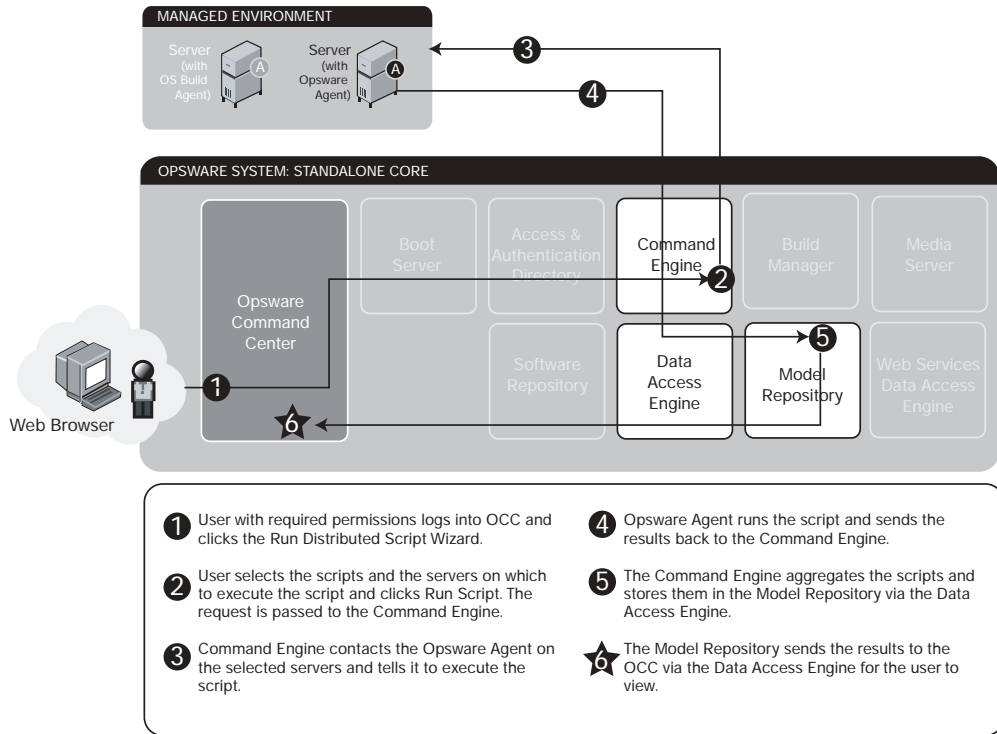 MANAGED ENVIRONMENT
Server
(with
OS Build
Agent)
A
Server
(with
Opsware
Agent)
A
3
4
OPSWARE SYSTEM: STANDALONE CORE
Opsware
Command
Center
Boot
Server
Access &
Authentication
Directory
Command
Engine
2
Build
Manager
Media
Server
Software
Repository
Data
Access
Engine
Model
Repository
5
Web Services
Data Access
Engine
1
6
Web Browser
1 User with required permissions logs into OCC and
clicks the Run Distributed Script Wizard.
2 User selects the scripts and the servers on which
to execute the script and clicks Run Script. The
request is passed to the Command Engine.
3 Command Engine contacts the Opsware Agent on
the selected servers and tells it to execute the
script.
4 Opsware Agent runs the script and sends the
results back to the Command Engine.
5 The Command Engine aggregates the scripts and
stores them in the Model Repository via the Data
Access Engine.
6 The Model Repository sends the results to the
OCC via the Data Access Engine for the user to
view.